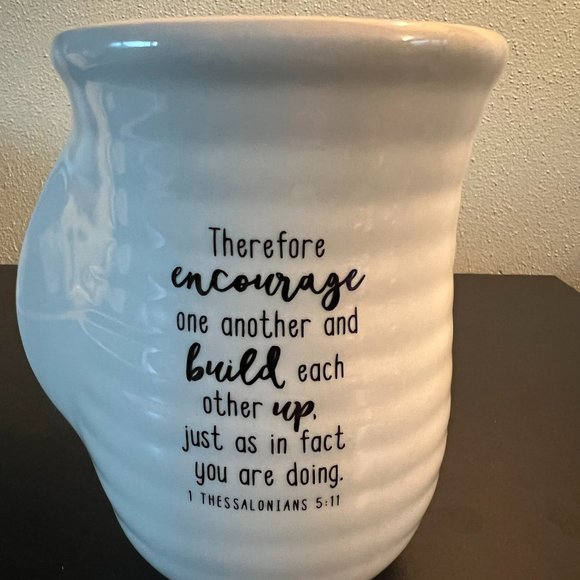 Therefore
encourage
one another and
build each
other up,
just as in fact
you are doing.
1 THESSALONIANS 5:11